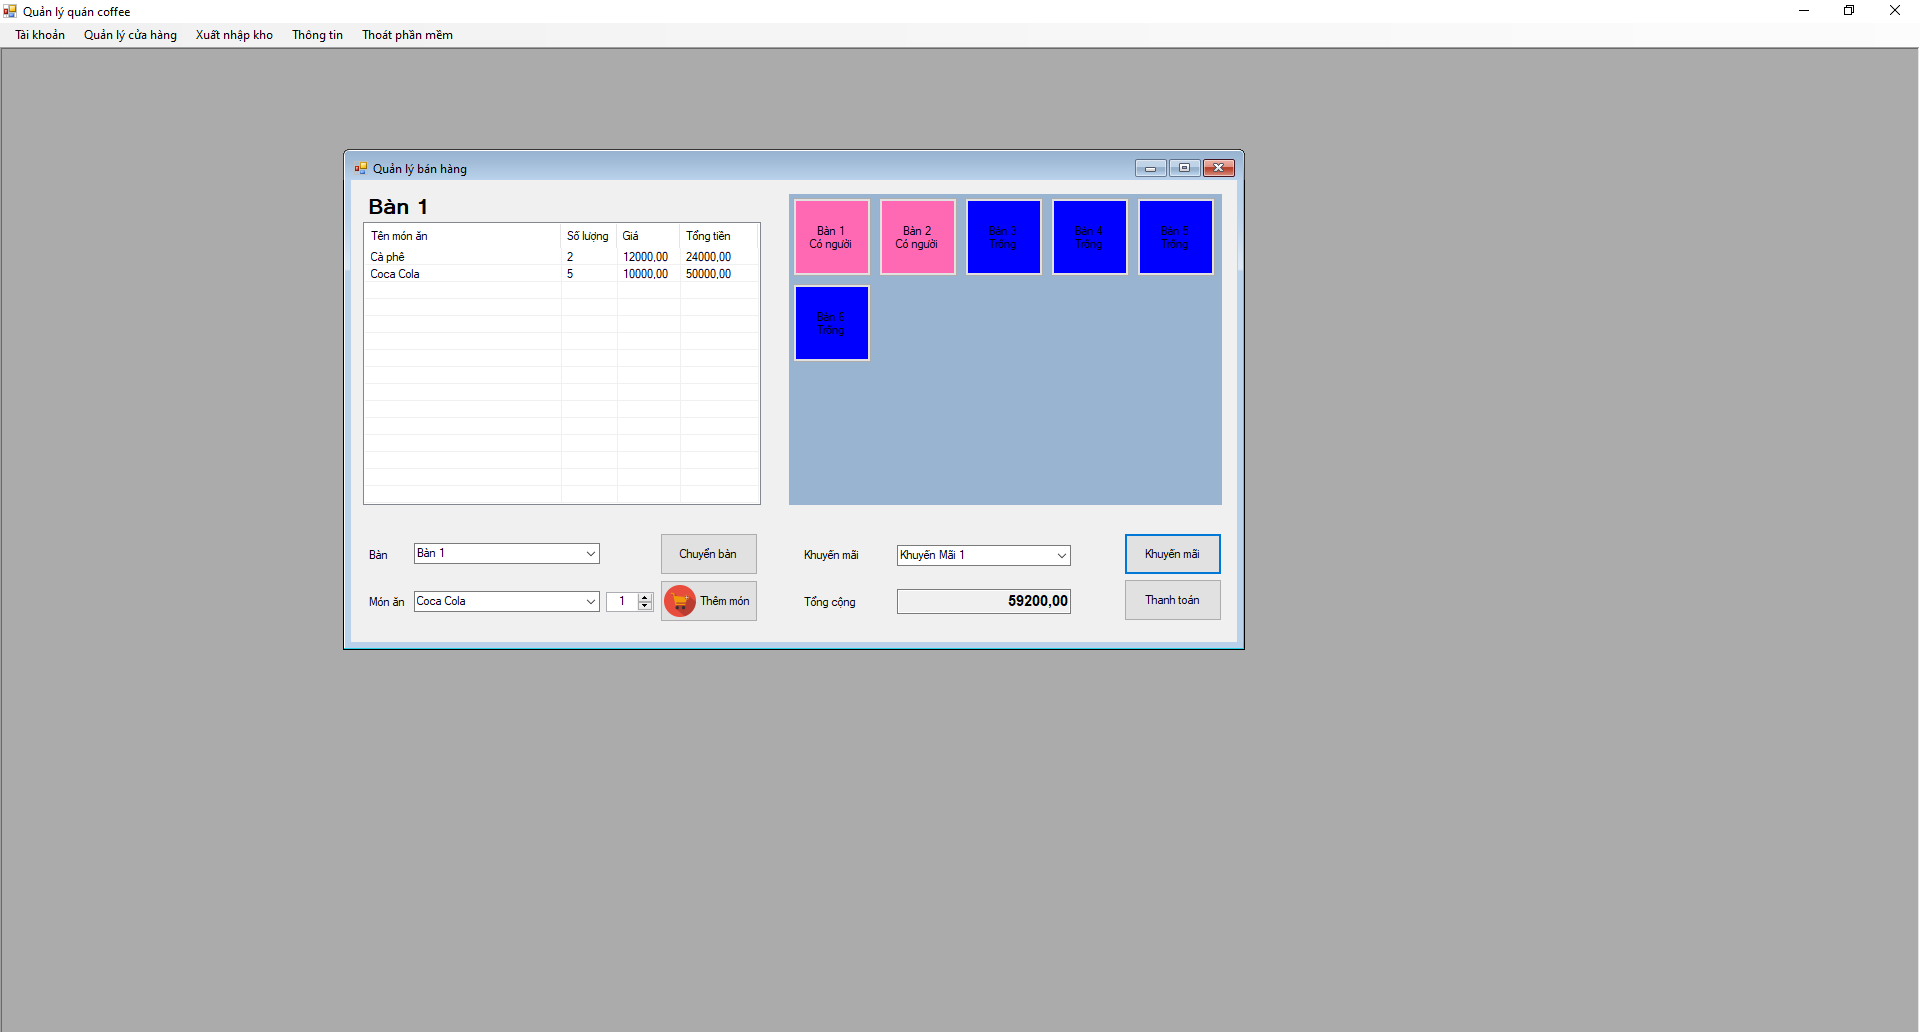 Quản lý quán coffee
Tài khoản Quản lý cửa hàng Xuất nhập kho Thông tin Thoát phần mềm
Quản lý bán hàng
Bàn 1
Tên món ăn Số lượng Giá Tổng tiền
Cà phê 2 12000,00 24000,00
Coca Cola 5 10000,00 50000,00
Bàn 1
Có người
Bàn 2
Có người
Bàn 3
Trống
Bàn 4
Trống
Bàn 5
Trống
Bàn 6
Trống
Bàn Bàn 1 Chuyển bàn
Món ăn Coca Cola 1 Thêm món
Khuyến mãi Khuyến Mãi 1 Khuyến mãi
Tổng cộng 59200,00 Thanh toán